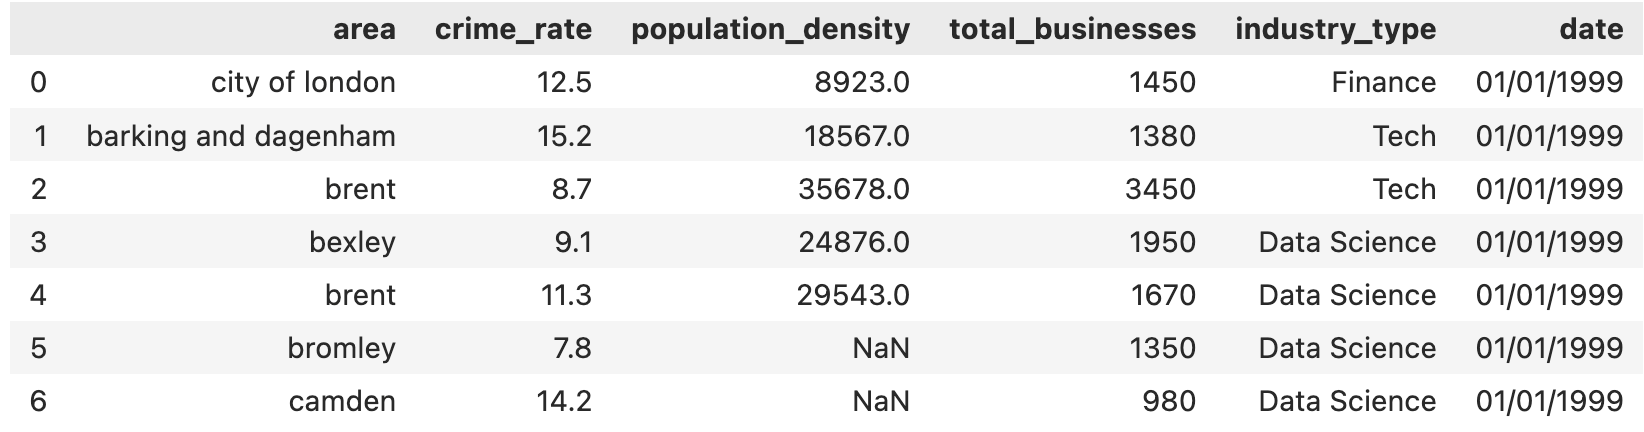 area crime_rate population_density total_businesses industry_type date
0 city of london 12.5 8923.0 1450 Finance 01/01/1999
1 barking and dagenham 15.2 18567.0 1380 Tech 01/01/1999
2 brent 8.7 35678.0 3450 Tech 01/01/1999
3 bexley 9.1 24876.0 1950 Data Science 01/01/1999
4 brent 11.3 29543.0 1670 Data Science 01/01/1999
5 bromley 7.8 NaN 1350 Data Science 01/01/1999
6 camden 14.2 NaN 980 Data Science 01/01/1999